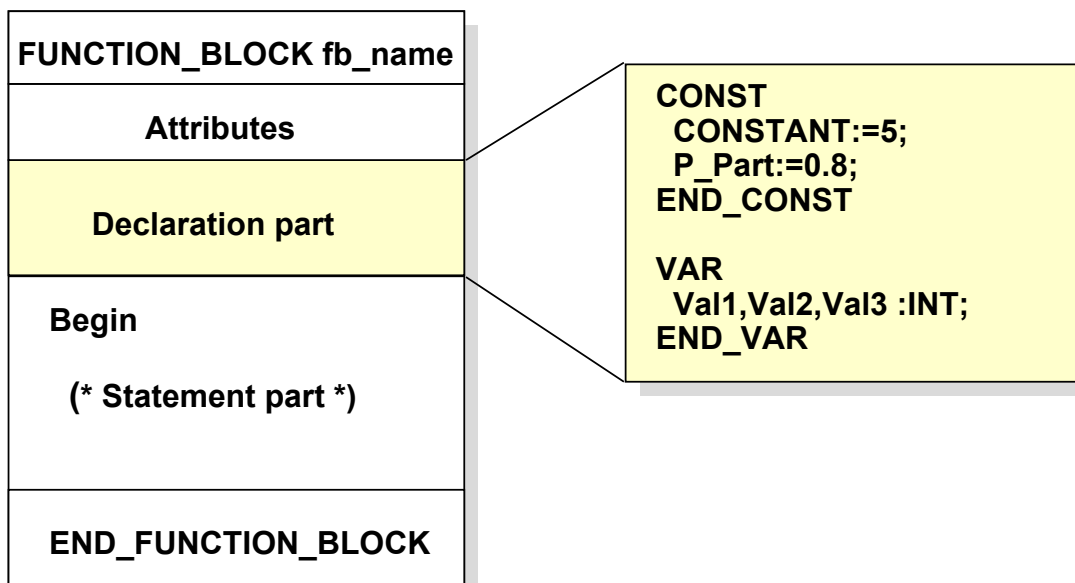 FUNCTION_BLOCK fb_name
Attributes
Declaration part
Begin
(* Statement part *)
END_FUNCTION_BLOCK
CONST
CONSTANT:=5;
P_Part:=0.8;
END_CONST
VAR
Val1,Val2,Val3 :INT;
END_VAR